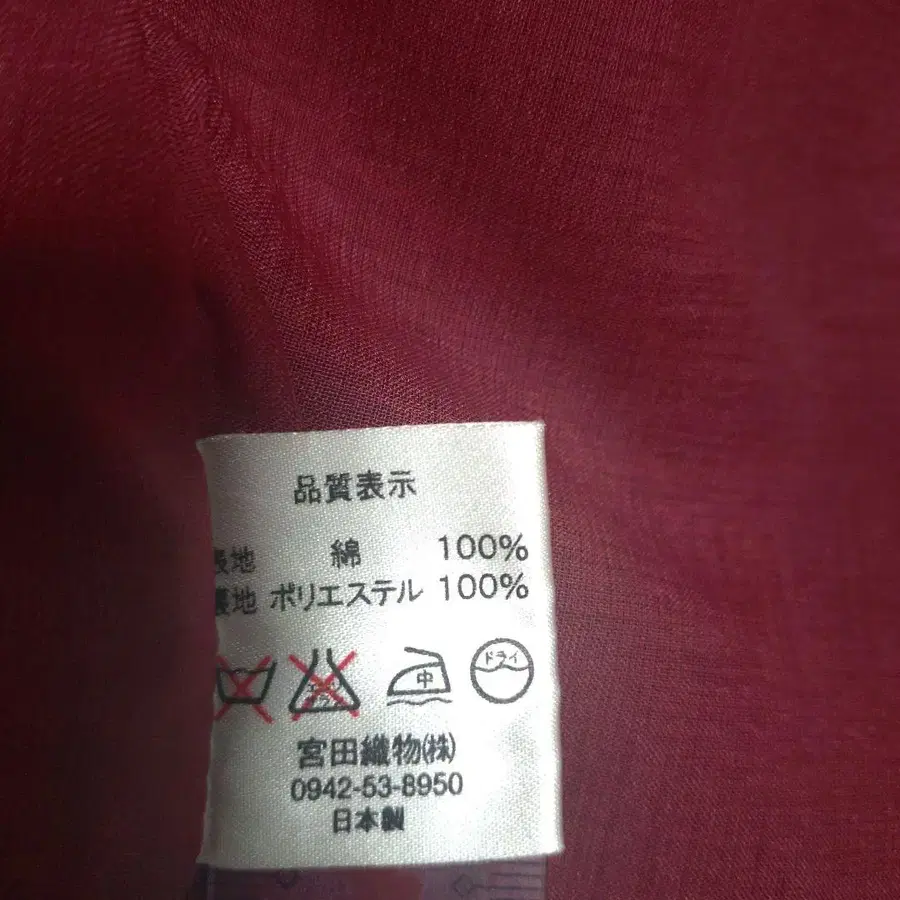 品質表示
表地 綿 100%
裏地 ポリエステル 100%
中 ドライ
宮田織物(株)
0942-53-8950
日本製